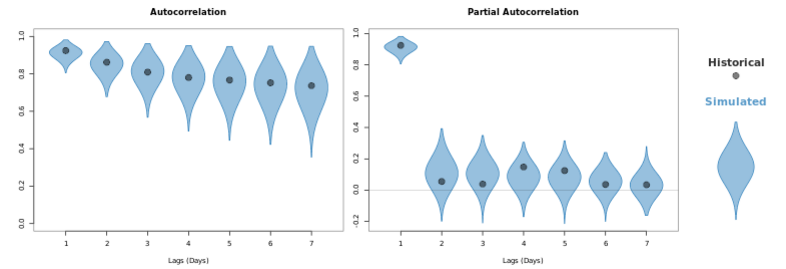 Autocorrelation
1.0
0.8
0.6
0.4
0.2
0.0
1 2 3 4 5 6 7
Lags (Days)
Partial Autocorrelation
1.0
0.8
0.6
0.4
0.2
0.0
-0.2
1 2 3 4 5 6 7
Lags (Days)
Historical
Simulated